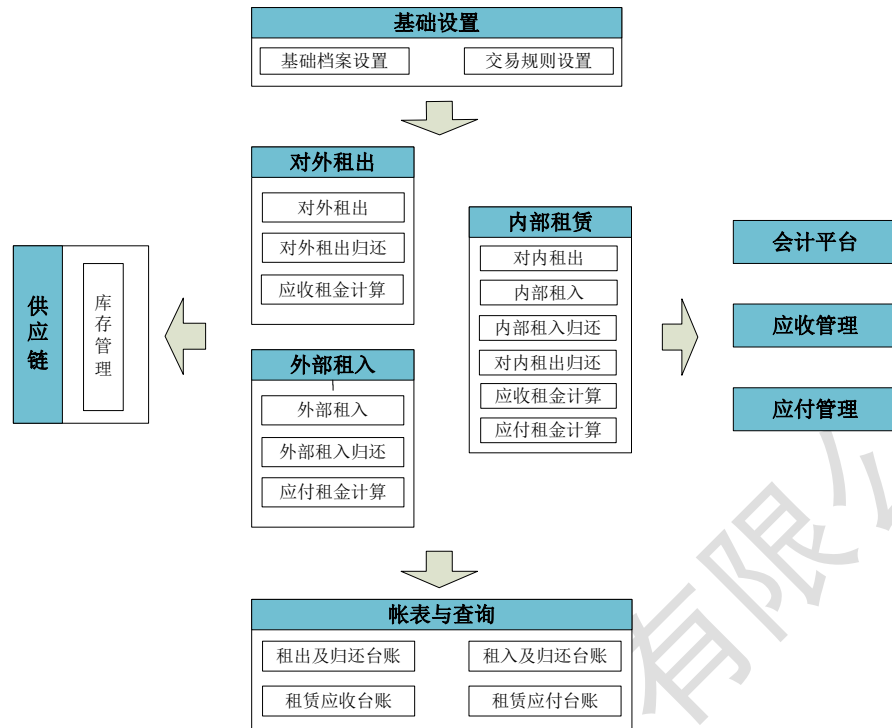 基础设置
基础档案设置
交易规则设置
对外租出
对外租出
对外租出归还
应收租金计算
内部租赁
对内租出
内部租入
内部租入归还
对内租出归还
应收租金计算
应付租金计算
供应链
库存管理
外部租入
外部租入
外部租入归还
应付租金计算
会计平台
应收管理
应付管理
帐表与查询
租出及归还台账
租入及归还台账
租赁应收台账
租赁应付台账
有限公